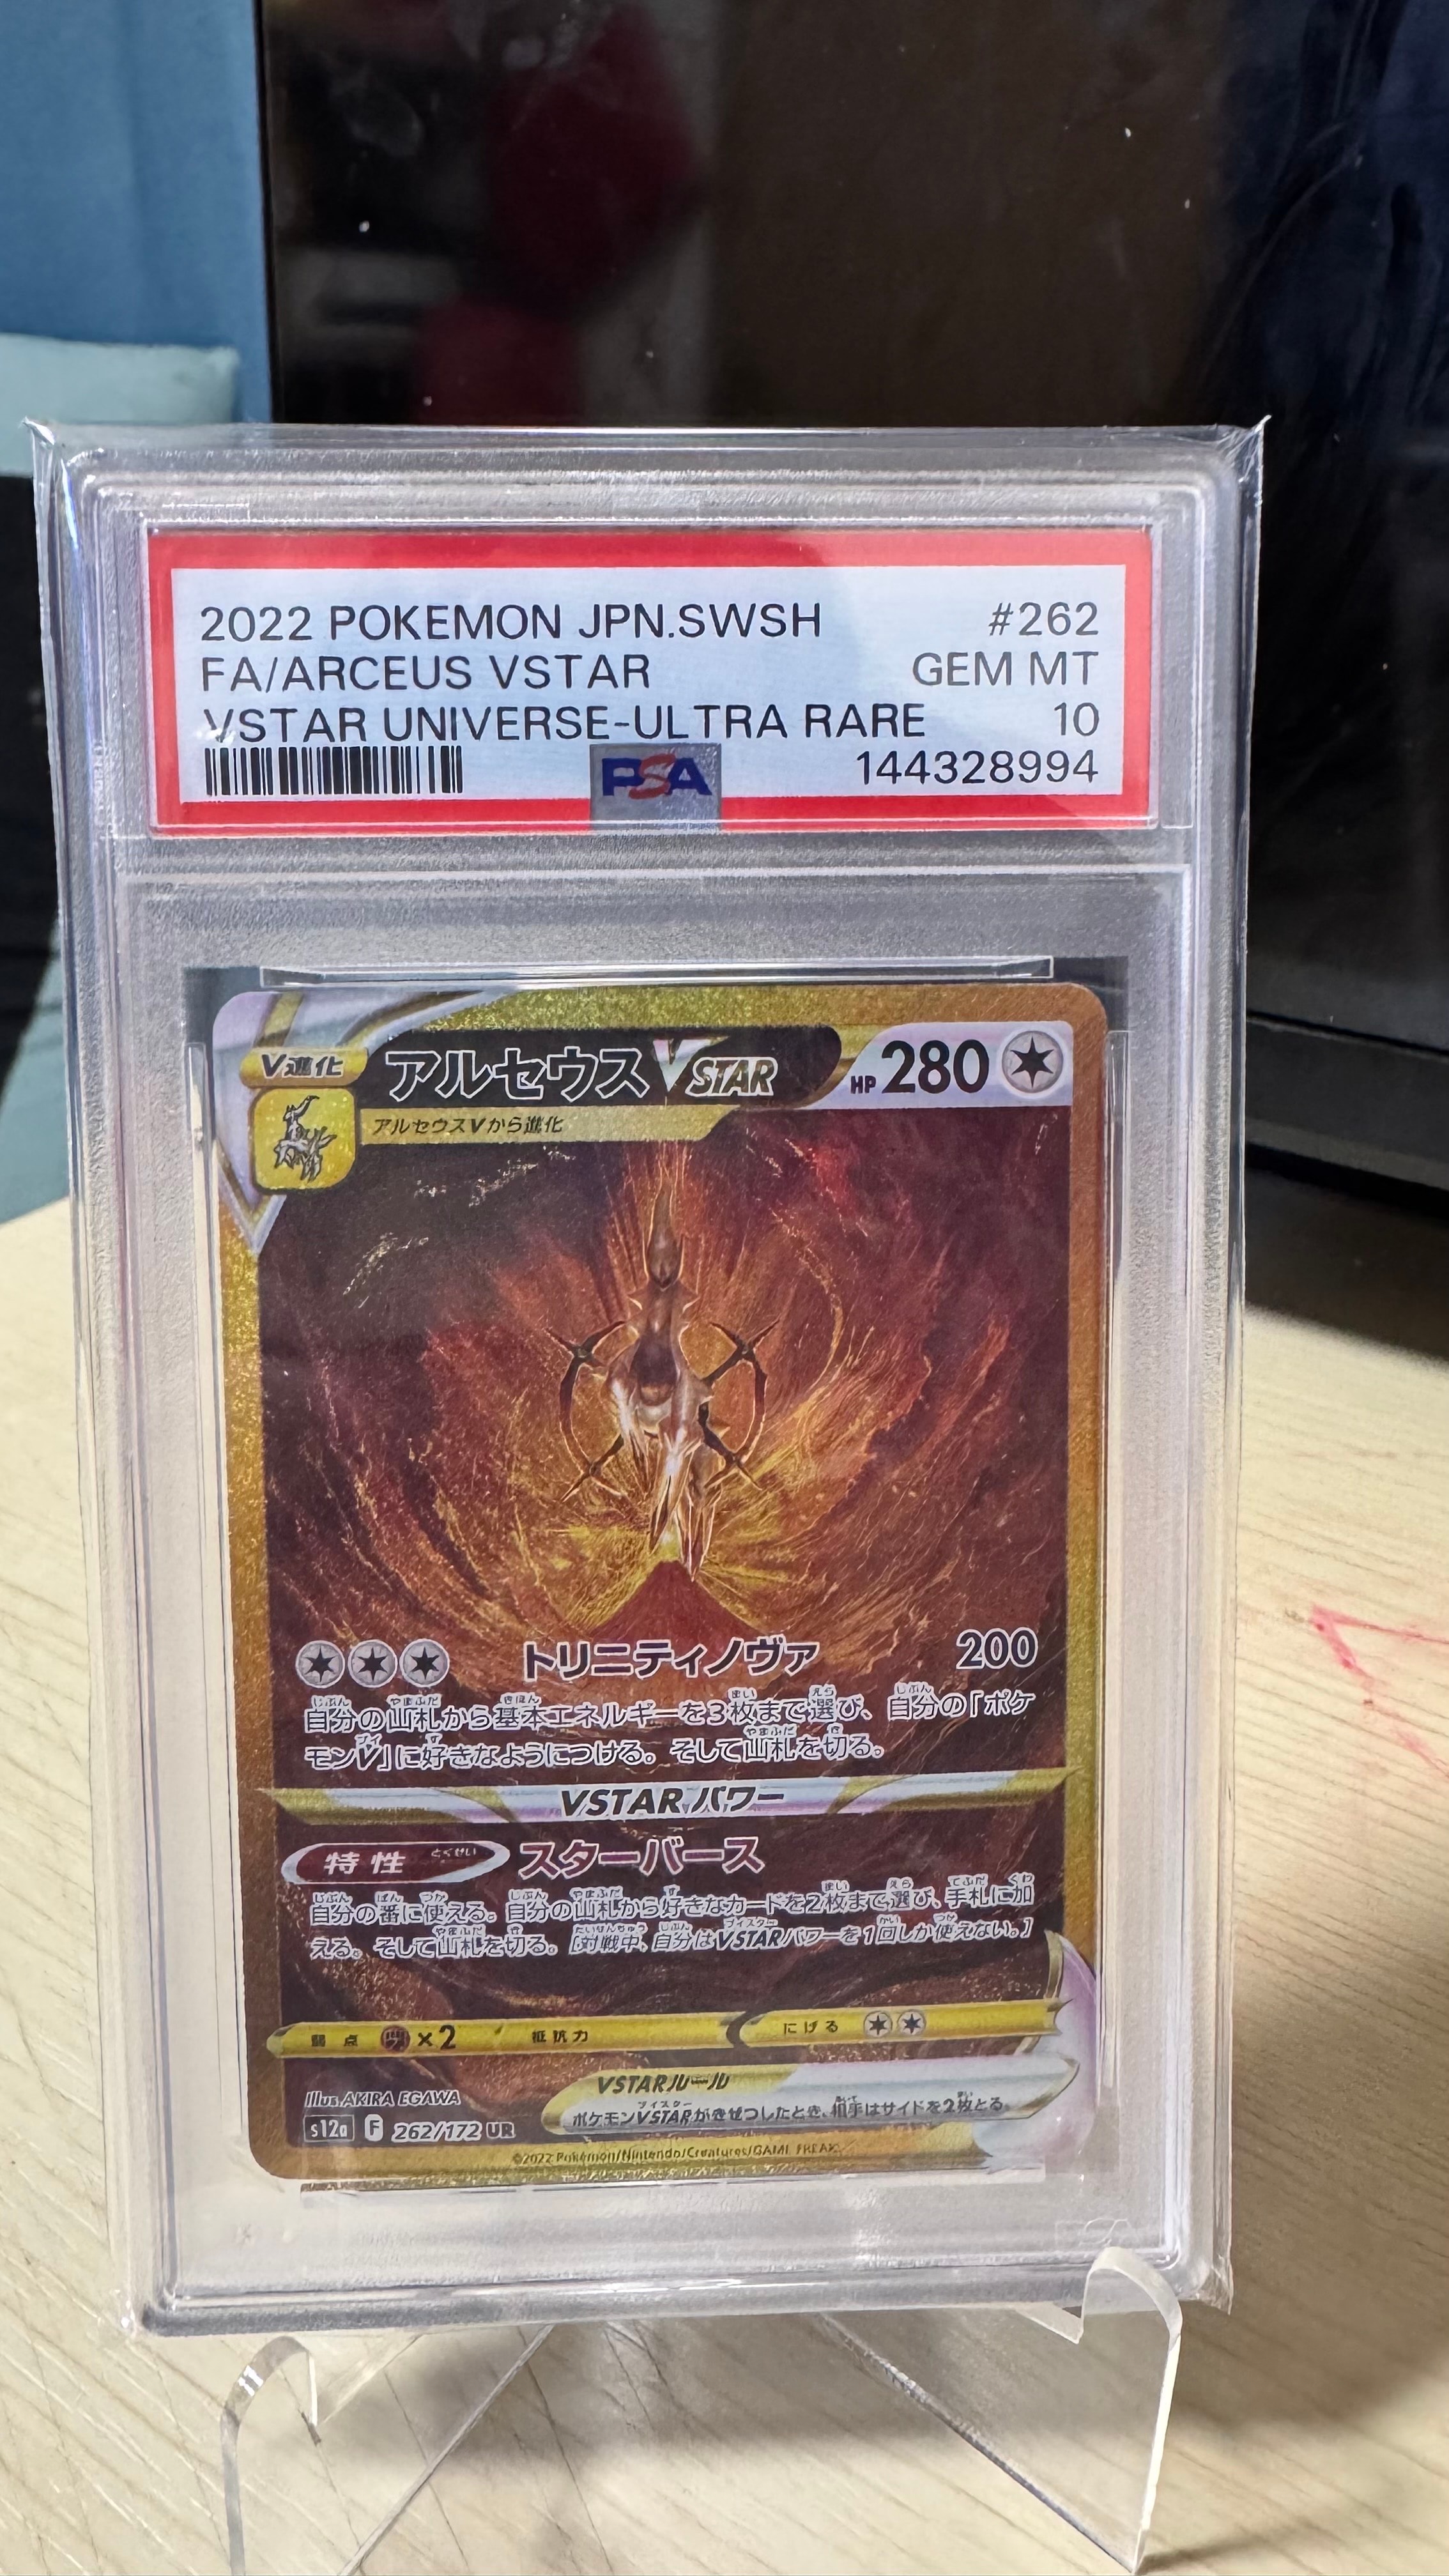 2022 POKEMON JPN.SWSH #262
FA/ARCEUS VSTAR GEM MT
VSTAR UNIVERSE-ULTRA RARE 10
PSA 144328994
V進化 アルセウスVSTAR HP 280
アルセウスVから進化
トリニティノヴァ 200
自分の山札から基本エネルギーを3枚まで選び、自分の「ポケ
モンV」に好きなようにつける。そして山札を切る。
VSTARパワー
特性 とくせい スターバース
自分の番に使える。自分の山札から好きなカードを2枚まで選び、手札に加
える。そして山札を切る。[対戦中、自分はVSTARパワーを1回しか使えない。]
弱点 ×2 抵抗力 にげる
VSTARルール
ポケモンVSTARがきぜつしたとき、相手はサイドを2枚とる。
Illus. AKIRA EGAWA
s12a F 262/172 UR
©2022 Pokémon/Nintendo/Creatures/GAME FREAK.